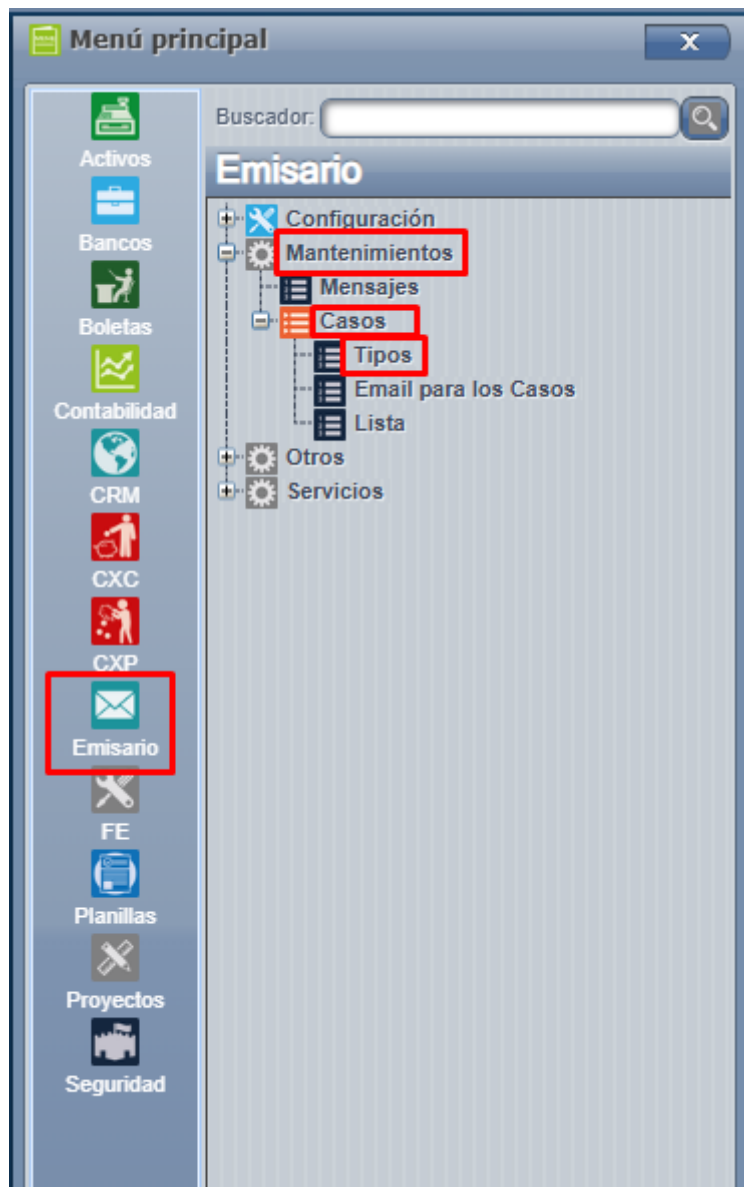 Menú principal
X
Activos
Bancos
Boletas
Contabilidad
CRM
CXC
CXP
Emisario
FE
Planillas
Proyectos
Seguridad
Buscador:
Emisario
Configuración
Mantenimientos
Mensajes
Casos
Tipos
Email para los Casos
Lista
Otros
Servicios